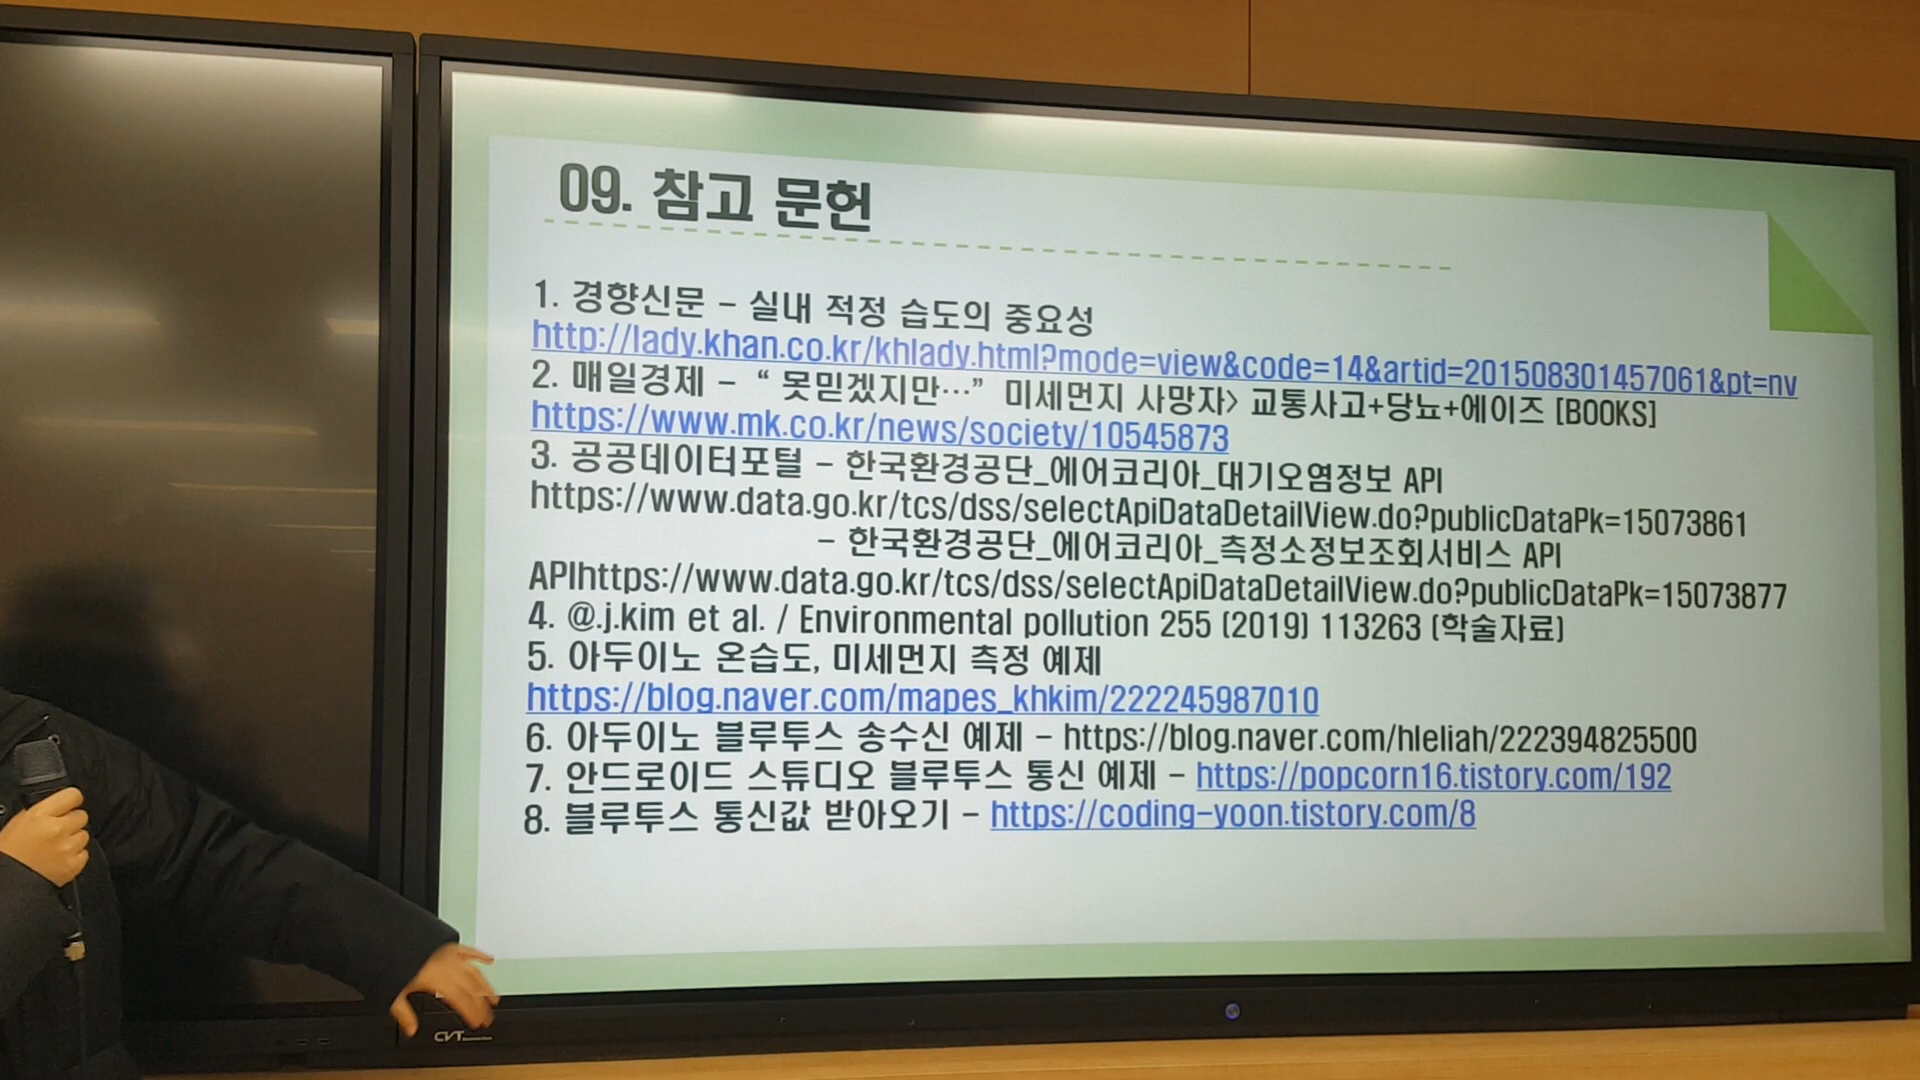 09. 참고 문헌
1. 경향신문 – 실내 적정 습도의 중요성
http://lady.khan.co.kr/khlady.html?mode=view&code=14&artid=201508301457061&pt=nv
2. 매일경제 – “ 못믿겠지만…” 미세먼지 사망자> 교통사고+당뇨+에이즈 [BOOKS]
https://www.mk.co.kr/news/society/10545873
3. 공공데이터포털 – 한국환경공단_에어코리아_대기오염정보 API
https://www.data.go.kr/tcs/dss/selectApiDataDetailView.do?publicDataPk=15073861
– 한국환경공단_에어코리아_측정소정보조회서비스 API
APIhttps://www.data.go.kr/tcs/dss/selectApiDataDetailView.do?publicDataPk=15073877
4. @.j.kim et al. / Environmental pollution 255 (2019) 113263 (학술자료)
5. 아두이노 온습도, 미세먼지 측정 예제
https://blog.naver.com/mapes_khkim/222245987010
6. 아두이노 블루투스 송수신 예제 – https://blog.naver.com/hleliah/222394825500
7. 안드로이드 스튜디오 블루투스 통신 예제 – https://popcorn16.tistory.com/192
8. 블루투스 통신값 받아오기 – https://coding-yoon.tistory.com/8
CVT